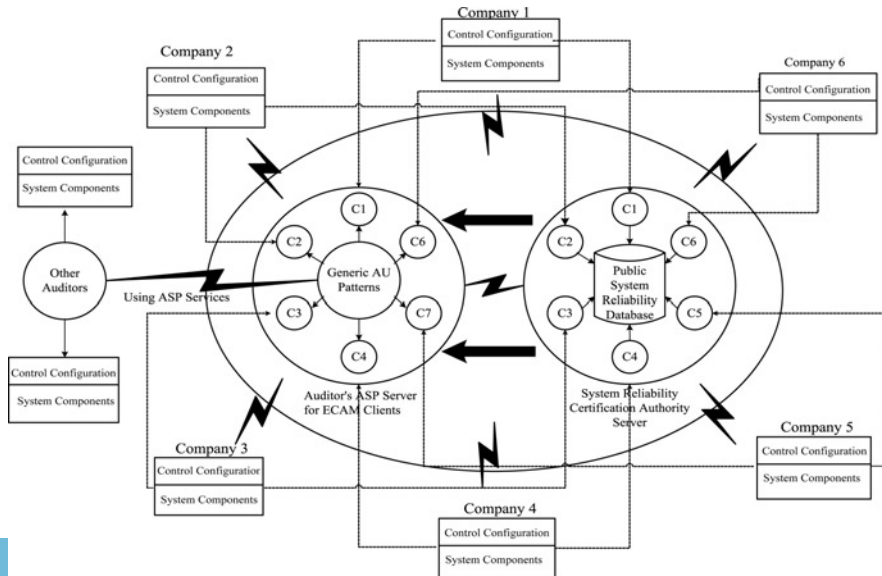 Company 1
Control Configuration
System Components
Company 2
Control Configuration
System Components
Company 6
Control Configuration
System Components
Control Configuration
System Components
Other
Auditors
Using ASP Services
Control Configuration
System Components
C1
C2
C6
Generic AU
Patterns
C3
C7
C4
Auditor's ASP Server
for ECAM Clients
C1
C2
C6
Public
System
Reliability
Database
C3
C5
C4
System Reliability
Certification Authority
Server
Company 3
Control Configuration
System Components
Company 4
Control Configuration
System Components
Company 5
Control Configuration
System Components